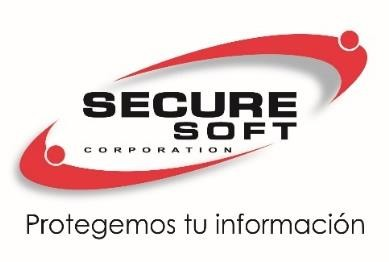 SECURE
SOFT
CORPORATION
Protegemos tu información